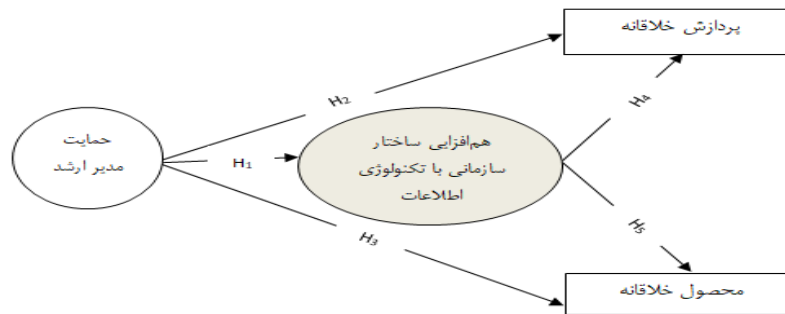 پردازش خلاقانه
H₂
H₄
حمایت
مدیر ارشد
H₁
هم‌افزایی ساختار
سازمانی با تکنولوژی
اطلاعات
H₃
H₅
محصول خلاقانه